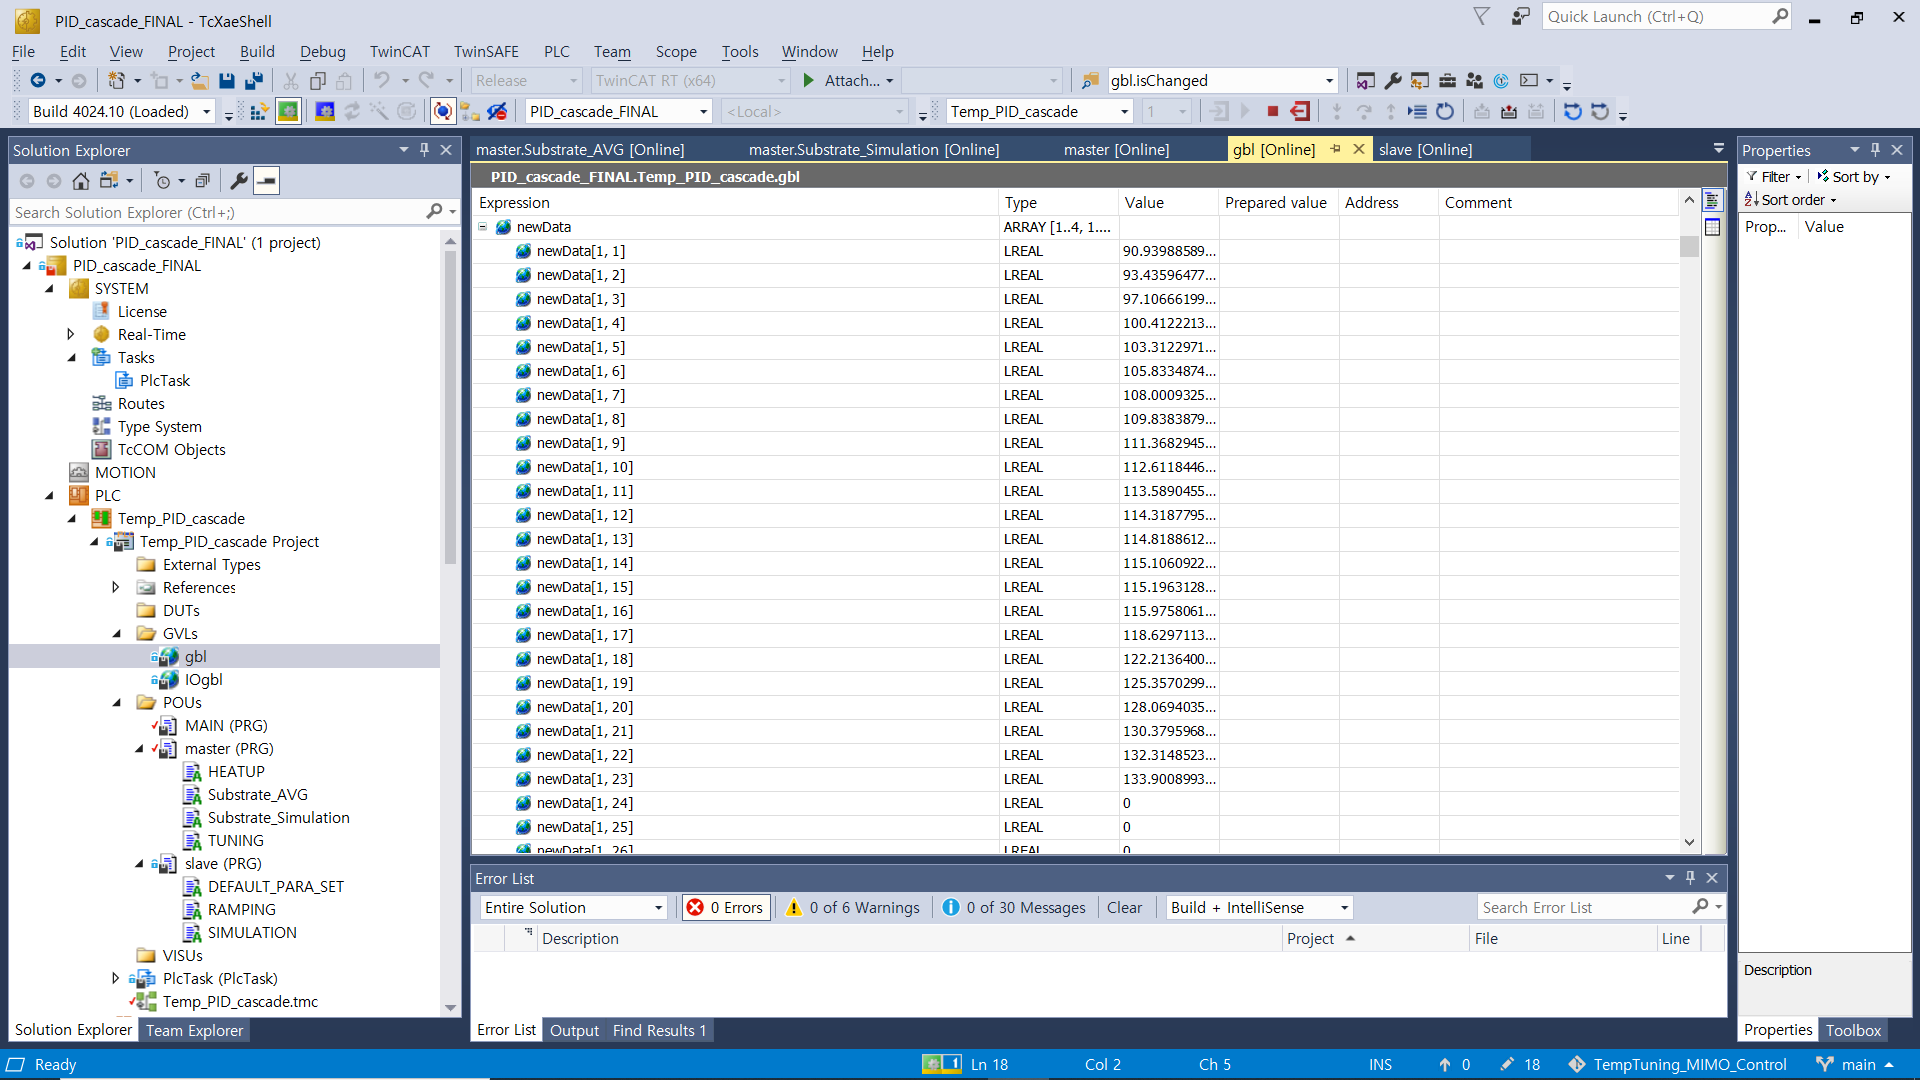 PID_cascade_FINAL - TcXaeShell
Quick Launch (Ctrl+Q)
File Edit View Project Build Debug TwinCAT TwinSAFE PLC Team Scope Tools Window Help
Release TwinCAT RT (x64) Attach... gbl.isChanged
Build 4024.10 (Loaded) PID_cascade_FINAL <Local> Temp_PID_cascade 1
Solution Explorer
Search Solution Explorer (Ctrl+;)
Solution 'PID_cascade_FINAL' (1 project)
PID_cascade_FINAL
SYSTEM
License
Real-Time
Tasks
PlcTask
Routes
Type System
TcCOM Objects
MOTION
PLC
Temp_PID_cascade
Temp_PID_cascade Project
External Types
References
DUTs
GVLs
gbl
IOgbl
POUs
MAIN (PRG)
master (PRG)
HEATUP
Substrate_AVG
Substrate_Simulation
TUNING
slave (PRG)
DEFAULT_PARA_SET
RAMPING
SIMULATION
VISUs
PlcTask (PlcTask)
Temp_PID_cascade.tmc
Solution Explorer Team Explorer
master.Substrate_AVG [Online] master.Substrate_Simulation [Online] master [Online] gbl [Online] slave [Online]
PID_cascade_FINAL.Temp_PID_cascade.gbl
Expression Type Value Prepared value Address Comment
newData ARRAY [1..4, 1....
newData[1, 1] LREAL 90.93988589...
newData[1, 2] LREAL 93.43596477...
newData[1, 3] LREAL 97.10666199...
newData[1, 4] LREAL 100.4122213...
newData[1, 5] LREAL 103.3122971...
newData[1, 6] LREAL 105.8334874...
newData[1, 7] LREAL 108.0009325...
newData[1, 8] LREAL 109.8383879...
newData[1, 9] LREAL 111.3682945...
newData[1, 10] LREAL 112.6118446...
newData[1, 11] LREAL 113.5890455...
newData[1, 12] LREAL 114.3187795...
newData[1, 13] LREAL 114.8188612...
newData[1, 14] LREAL 115.1060922...
newData[1, 15] LREAL 115.1963128...
newData[1, 16] LREAL 115.9758061...
newData[1, 17] LREAL 118.6297113...
newData[1, 18] LREAL 122.2136400...
newData[1, 19] LREAL 125.3570299...
newData[1, 20] LREAL 128.0694035...
newData[1, 21] LREAL 130.3795968...
newData[1, 22] LREAL 132.3148523...
newData[1, 23] LREAL 133.9008993...
newData[1, 24] LREAL 0
newData[1, 25] LREAL 0
newData[1, 26] LREAL 0
Error List
Entire Solution 0 Errors 0 of 6 Warnings 0 of 30 Messages Clear Build + IntelliSense Search Error List
Description Project File Line
Error List Output Find Results 1
Properties
Filter Sort by
Sort order
Prop... Value
Description
Properties Toolbox
Ready 1 Ln 18 Col 2 Ch 5 INS 0 18 TempTuning_MIMO_Control main